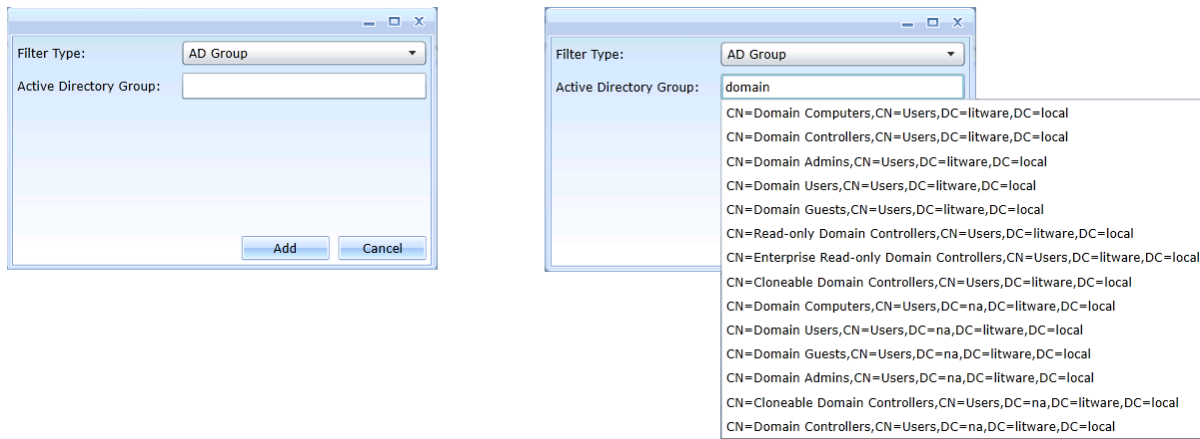 Filter Type:
AD Group
Active Directory Group:
Add
Cancel
Filter Type:
AD Group
Active Directory Group:
domain
CN=Domain Computers,CN=Users,DC=litware,DC=local
CN=Domain Controllers,CN=Users,DC=litware,DC=local
CN=Domain Admins,CN=Users,DC=litware,DC=local
CN=Domain Users,CN=Users,DC=litware,DC=local
CN=Domain Guests,CN=Users,DC=litware,DC=local
CN=Read-only Domain Controllers,CN=Users,DC=litware,DC=local
CN=Enterprise Read-only Domain Controllers,CN=Users,DC=litware,DC=local
CN=Cloneable Domain Controllers,CN=Users,DC=litware,DC=local
CN=Domain Computers,CN=Users,DC=na,DC=litware,DC=local
CN=Domain Users,CN=Users,DC=na,DC=litware,DC=local
CN=Domain Guests,CN=Users,DC=na,DC=litware,DC=local
CN=Domain Admins,CN=Users,DC=na,DC=litware,DC=local
CN=Cloneable Domain Controllers,CN=Users,DC=na,DC=litware,DC=local
CN=Domain Controllers,CN=Users,DC=na,DC=litware,DC=local